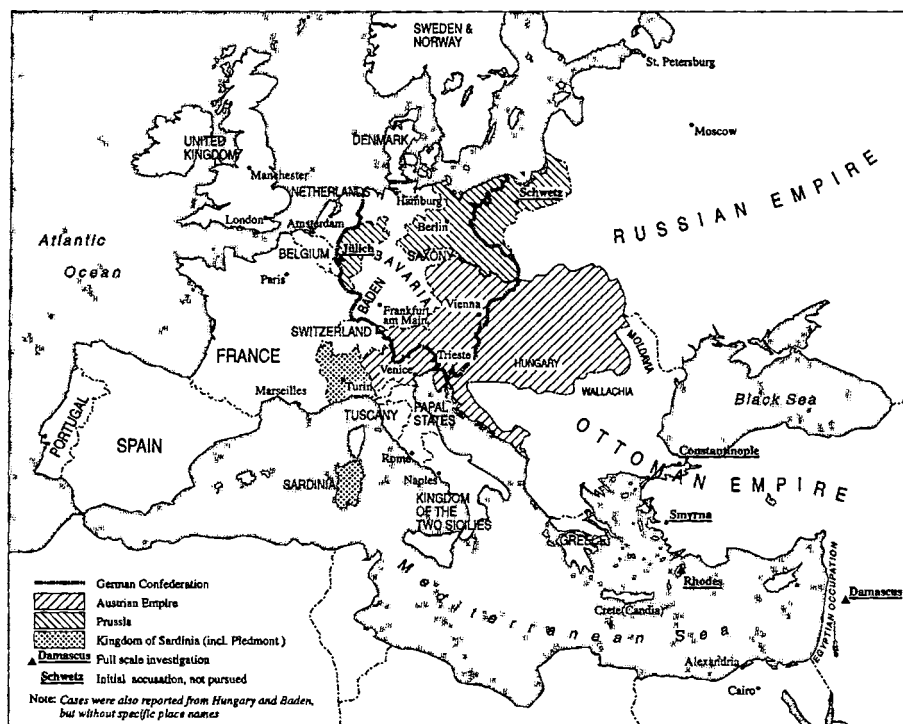 SWEDEN &
NORWAY
St. Petersburg
Moscow
UNITED
KINGDOM
DENMARK
Manchester
NETHERLANDS
Hamburg
Schwetz
RUSSIAN EMPIRE
London
Amsterdam
Berlin
Atlantic
Ocean
BELGIUM
Jülich
SAXONY
BAVARIA
Paris
BADEN
Frankfurt
am Main
Vienna
SWITZERLAND
FRANCE
Trieste
HUNGARY
MOLDAVIA
Venice
WALLACHIA
Marseilles
Turin
Black Sea
TUSCANY
PAPAL
STATES
PORTUGAL
SPAIN
OTTOMAN EMPIRE
Constantinople
Rome
SARDINIA
Naples
KINGDOM
OF THE
TWO SICILIES
Smyrna
GREECE
Rhodes
Crete (Candia)
Mediterranean Sea
EGYPTIAN OCCUPATION
Damascus
Alexandria
Cairo
German Confederation
Austrian Empire
Prussia
Kingdom of Sardinia (incl. Piedmont)
Damascus Full scale investigation
Schwetz Initial accusation, not pursued
Note: Cases were also reported from Hungary and Baden,
but without specific place names